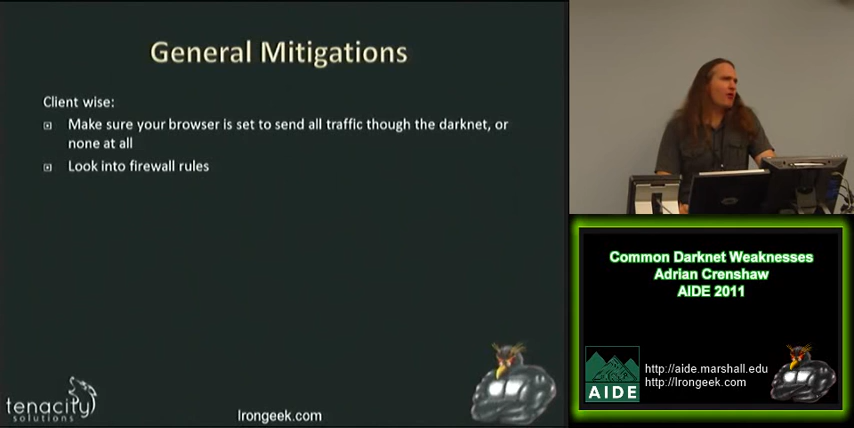 General Mitigations
Client wise:
Make sure your browser is set to send all traffic though the darknet, or
none at all
Look into firewall rules
tenacity
SOLUTIONS
Irongeek.com
Common Darknet Weaknesses
Adrian Crenshaw
AIDE 2011
AIDE
http://aide.marshall.edu
http://Irongeek.com